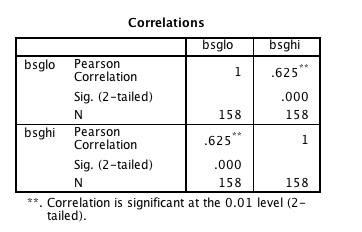 Correlations
bsglo bsghi
bsglo Pearson Correlation 1 .625**
Sig. (2-tailed) .000
N 158 158
bsghi Pearson Correlation .625** 1
Sig. (2-tailed) .000
N 158 158
**. Correlation is significant at the 0.01 level (2-
tailed).